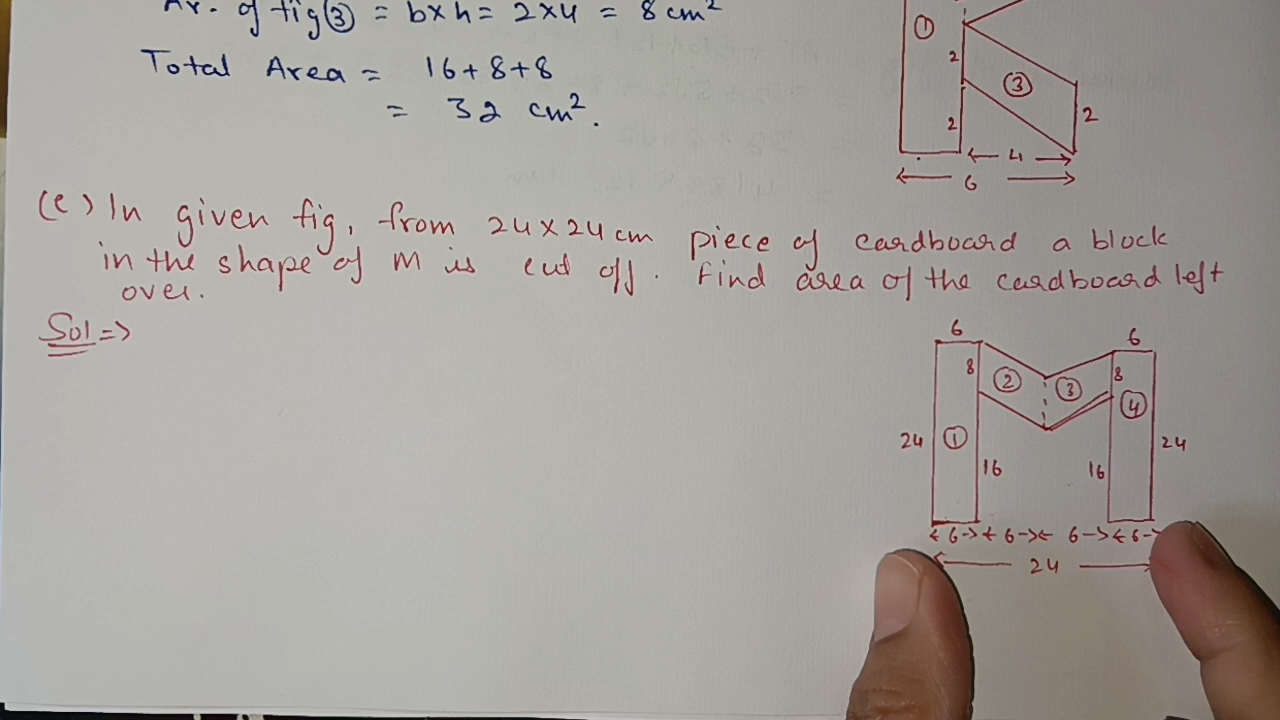 Ar. of fig ③ = b×h = 2×4 = 8 cm²
Total Area = 16+8+8
= 32 cm².
①
2
③
2
2
4
6
(e) In given fig, from 24×24 cm piece of cardboard a block
in the shape of M is cut off. Find area of the cardboard left
over.
Sol =>
6 6
8 ② ③ 8
④
24 ① 24
16 16
6 6 6 6
24